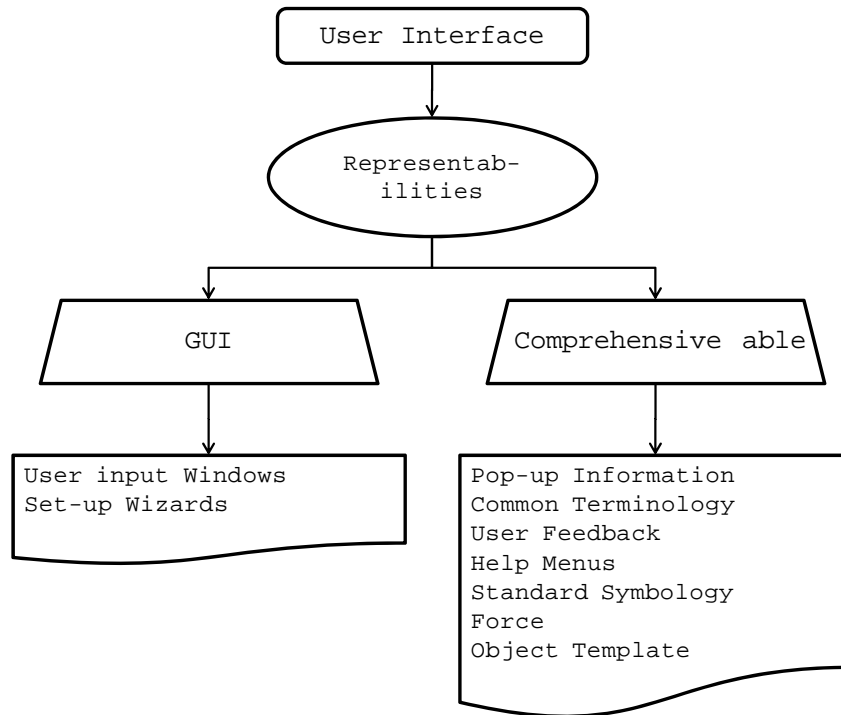 User Interface
Representab-
ilities
GUI
Comprehensive able
User input Windows
Set-up Wizards
Pop-up Information
Common Terminology
User Feedback
Help Menus
Standard Symbology
Force
Object Template